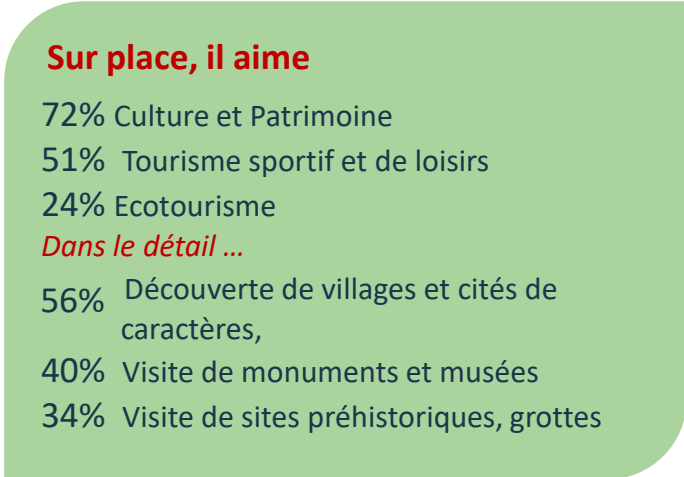 Sur place, il aime
72% Culture et Patrimoine
51% Tourisme sportif et de loisirs
24% Ecotourisme
Dans le détail ...
56% Découverte de villages et cités de
caractères,
40% Visite de monuments et musées
34% Visite de sites préhistoriques, grottes